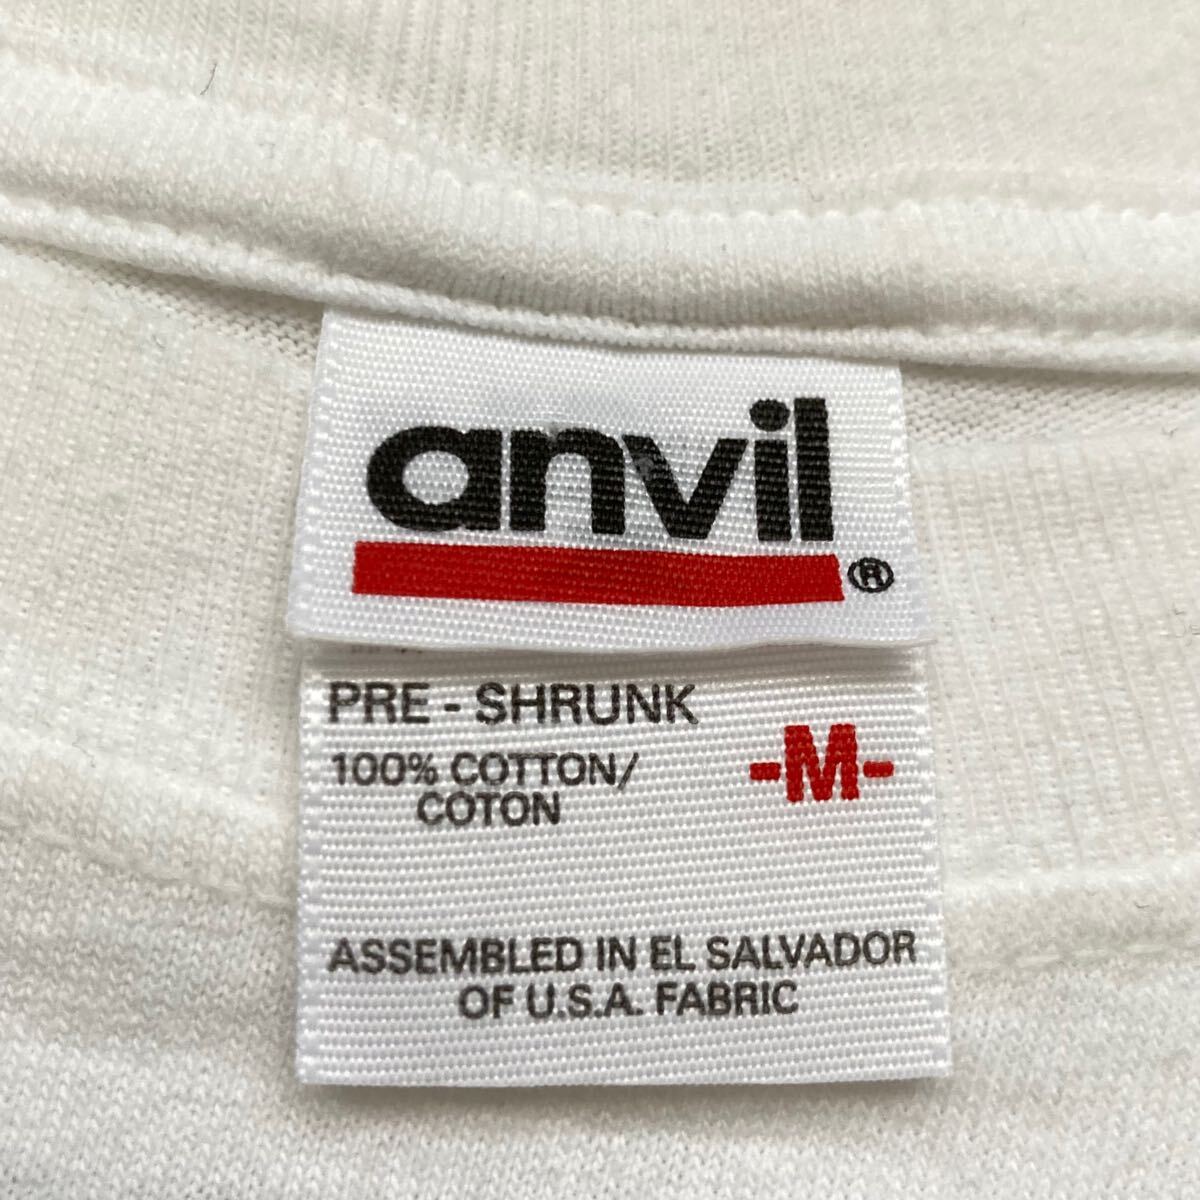 anvil®
PRE - SHRUNK
100% COTTON/
COTON
-M-
ASSEMBLED IN EL SALVADOR
OF U.S.A. FABRIC